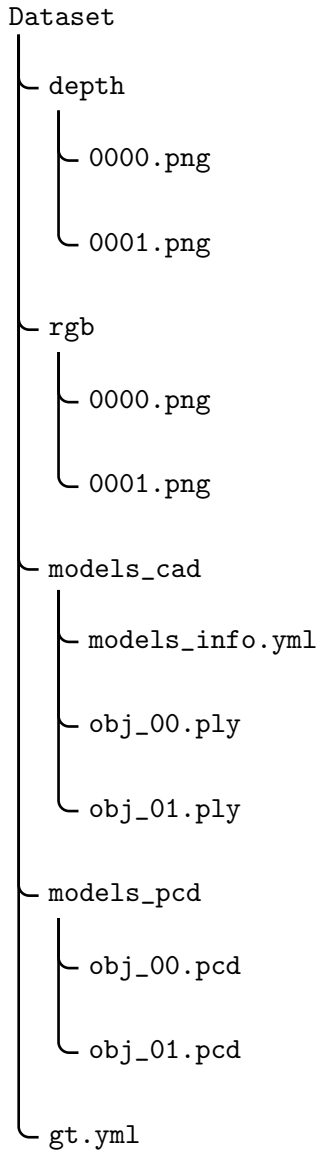 Dataset
depth
0000.png
0001.png
rgb
0000.png
0001.png
models_cad
models_info.yml
obj_00.ply
obj_01.ply
models_pcd
obj_00.pcd
obj_01.pcd
gt.yml